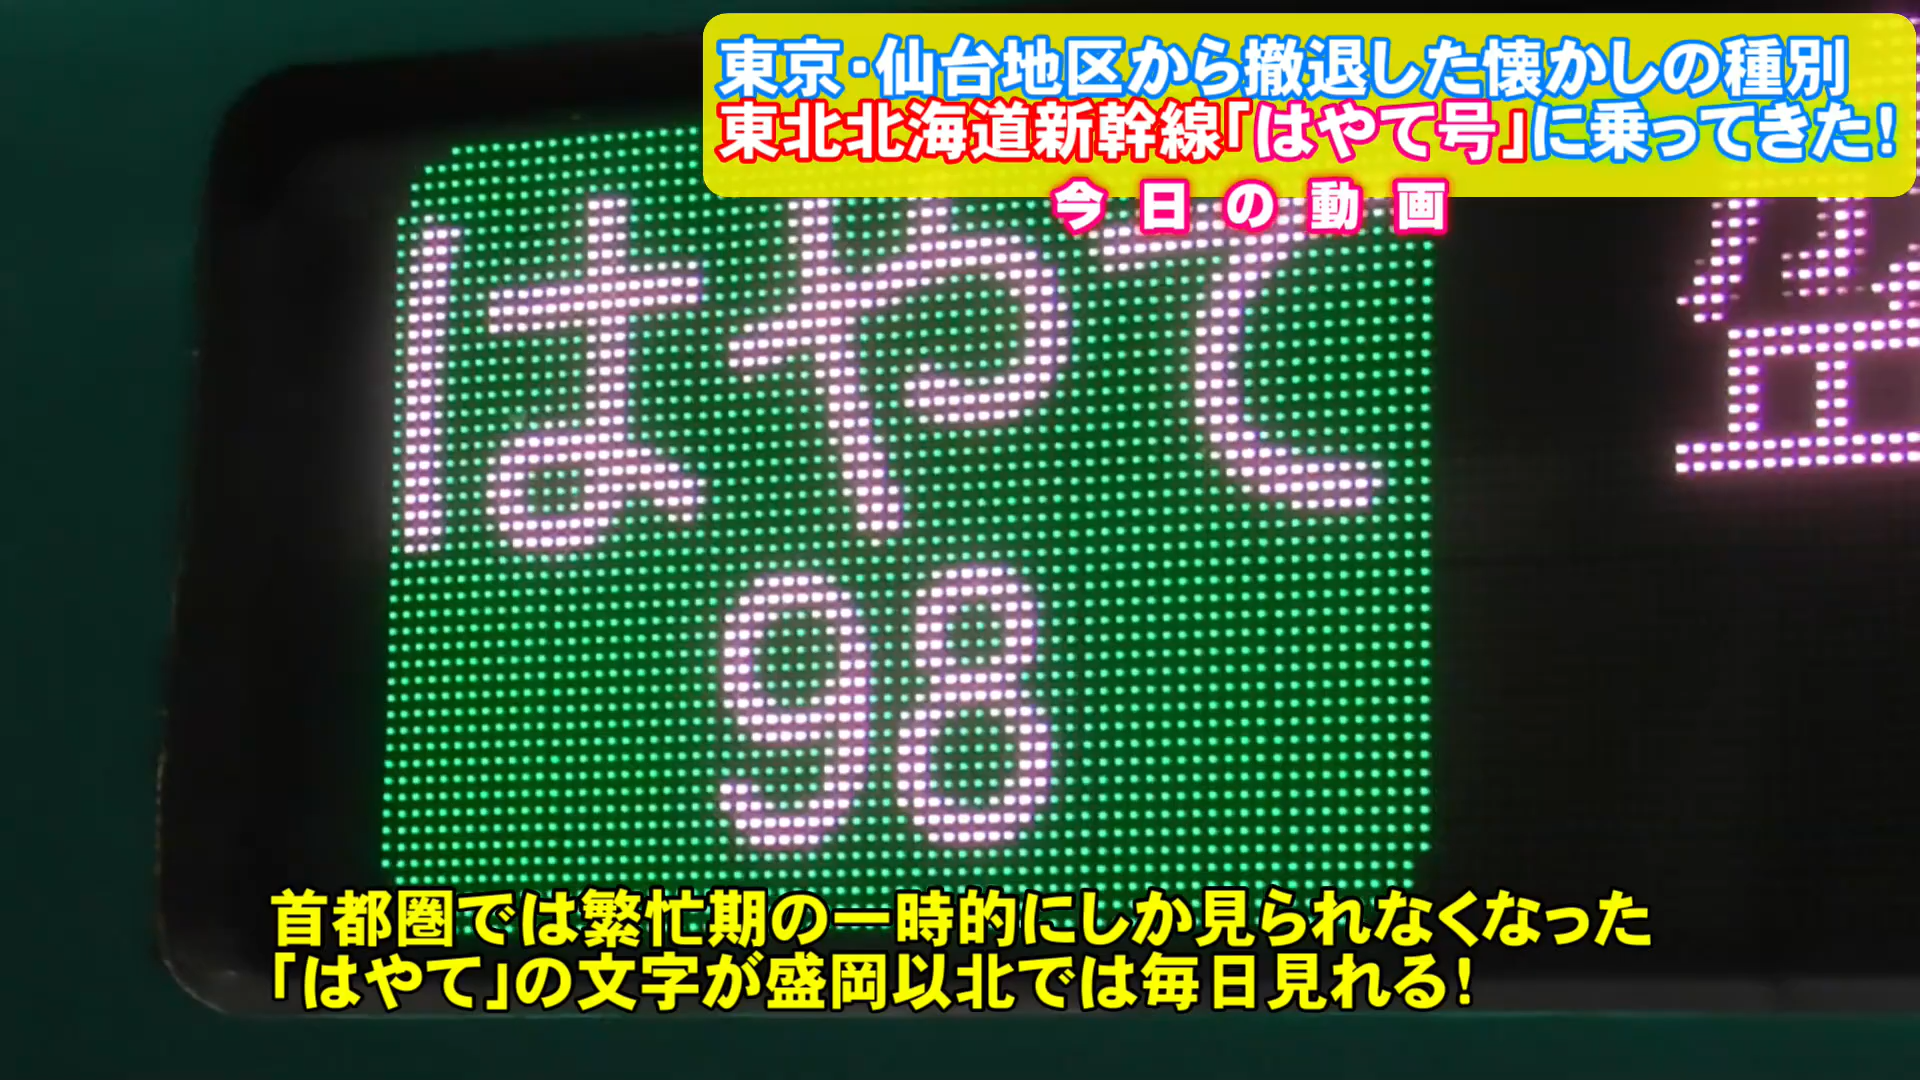 東京・仙台地区から撤退した懐かしの種別
東北北海道新幹線｢はやて号｣に乗ってきた!
今日の動画
はやて
98
首都圏では繁忙期の一時的にしか見られなくなった
｢はやて｣の文字が盛岡以北では毎日見れる!